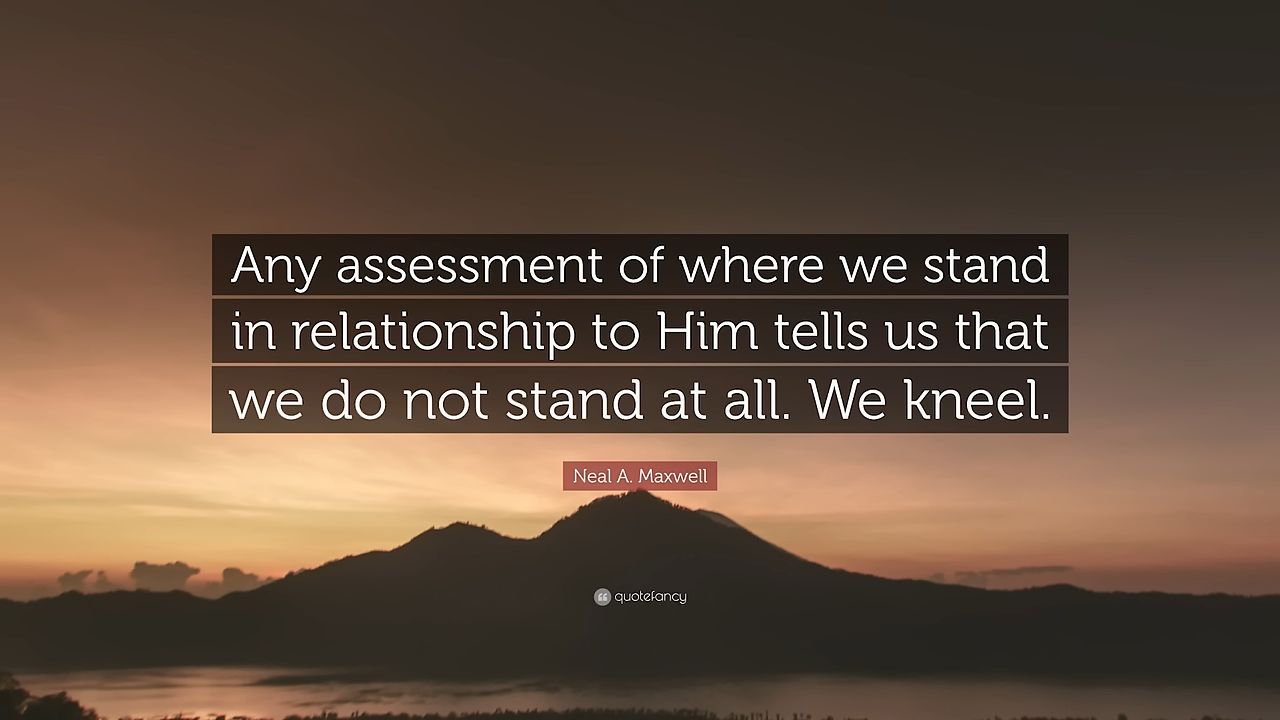 Any assessment of where we stand
in relationship to Him tells us that
we do not stand at all. We kneel.
Neal A. Maxwell
quotefancy